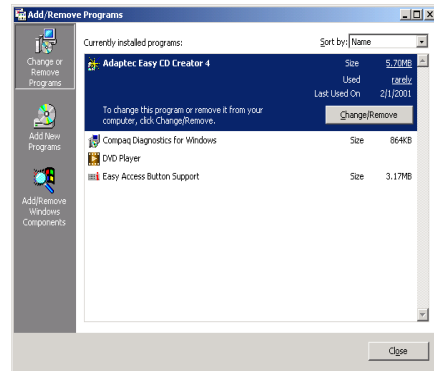 Add/Remove Programs
Change or
Remove
Programs
Add New
Programs
Add/Remove
Windows
Components
Currently installed programs:
Sort by: Name
Adaptec Easy CD Creator 4
Size 5.70MB
Used rarely
Last Used On 2/1/2001
To change this program or remove it from your
computer, click Change/Remove.
Change/Remove
Compaq Diagnostics for Windows Size 864KB
DVD Player
Easy Access Button Support Size 3.17MB
Close